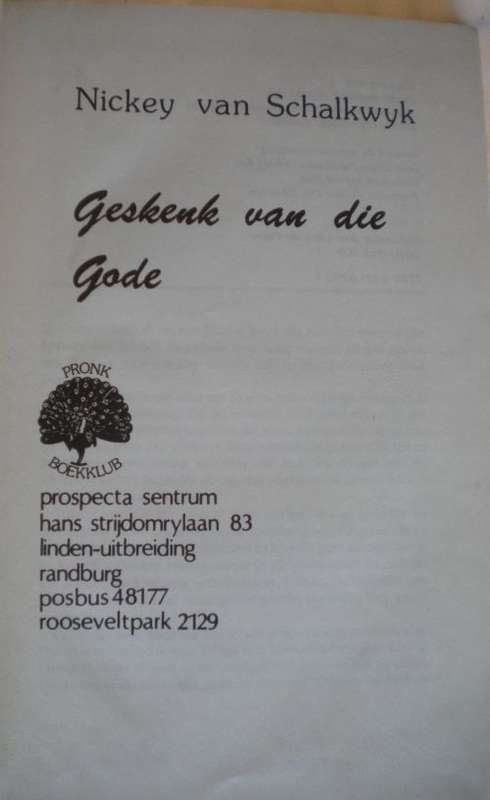 Nickey van Schalkwyk
Geskenk van die
Gode
PRONK
BOEKKLUB
prospecta sentrum
hans strijdomrylaan 83
linden-uitbreiding
randburg
posbus 48177
rooseveltpark 2129